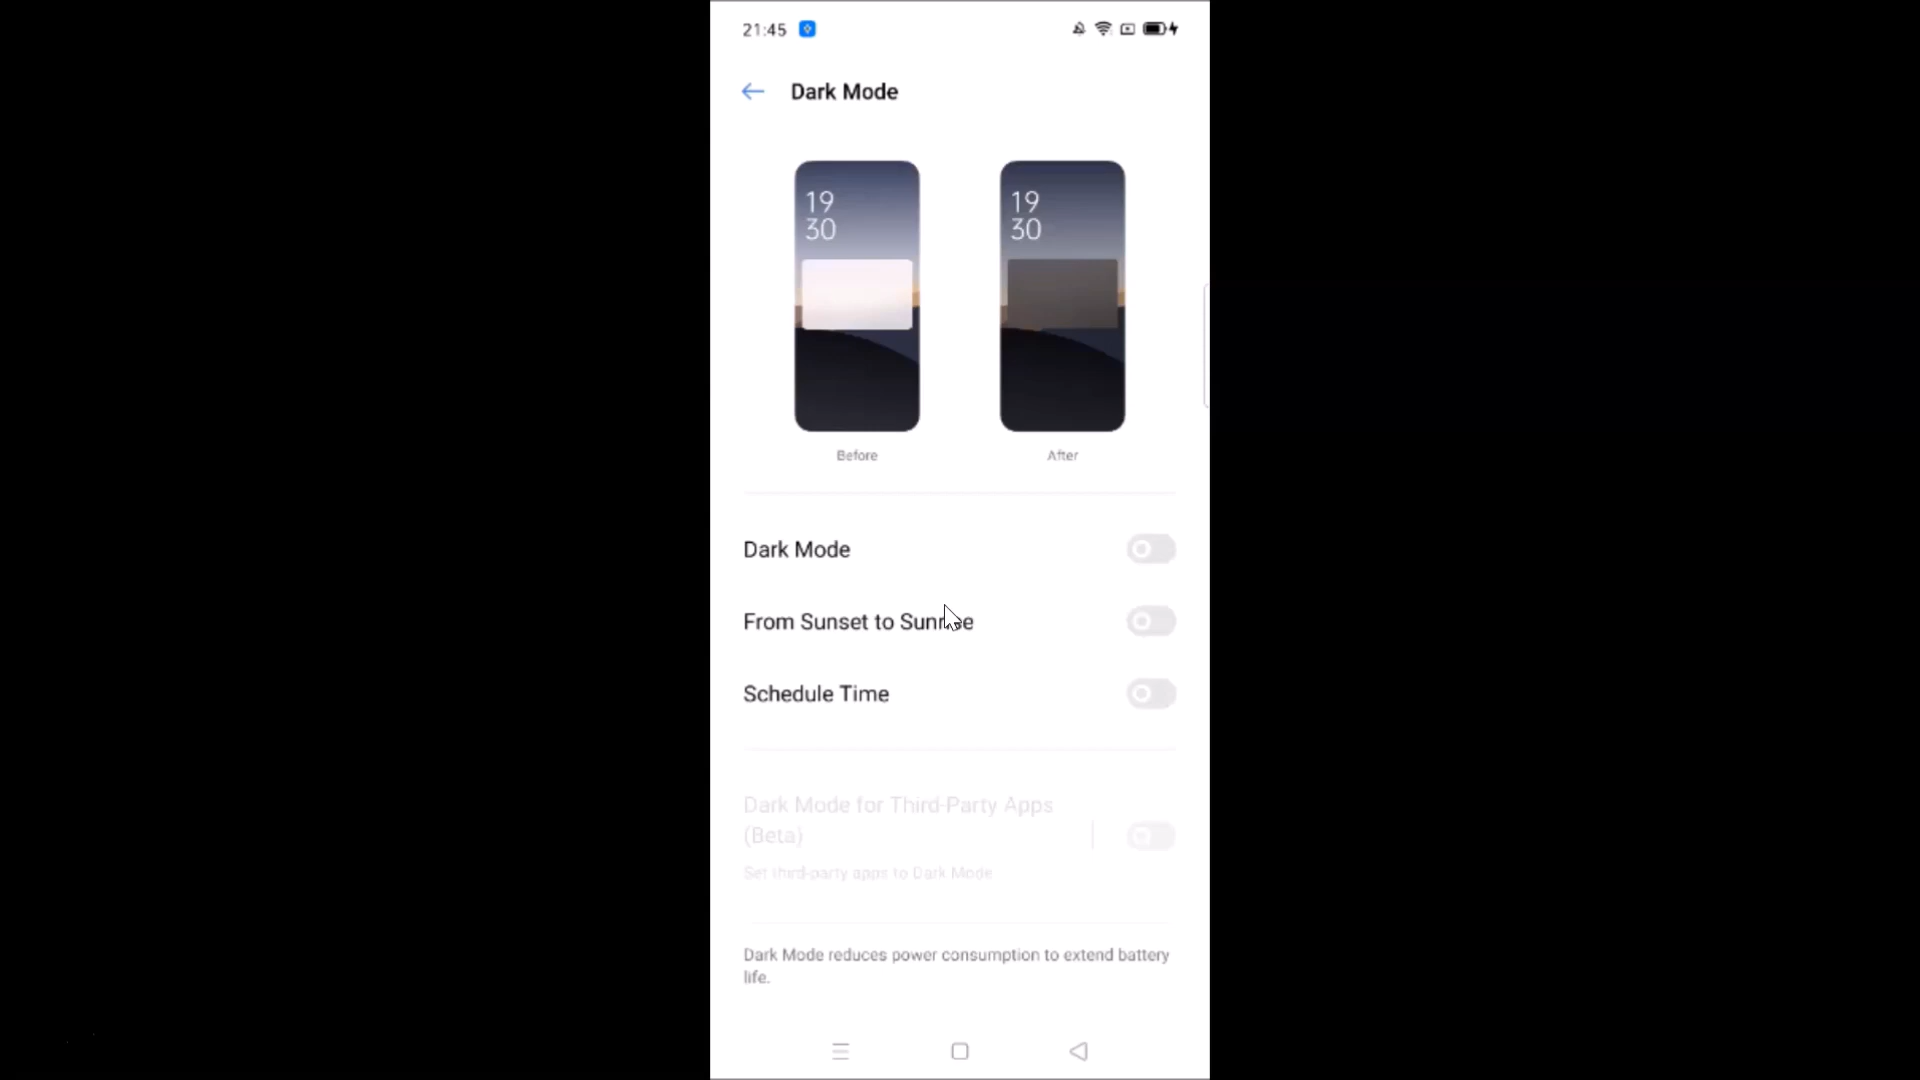 21:45
Dark Mode
19
30
19
30
Before
After
Dark Mode
From Sunset to Sunrise
Schedule Time
Dark Mode for Third-Party Apps
(Beta)
Set third-party apps to Dark Mode
Dark Mode reduces power consumption to extend battery
life.